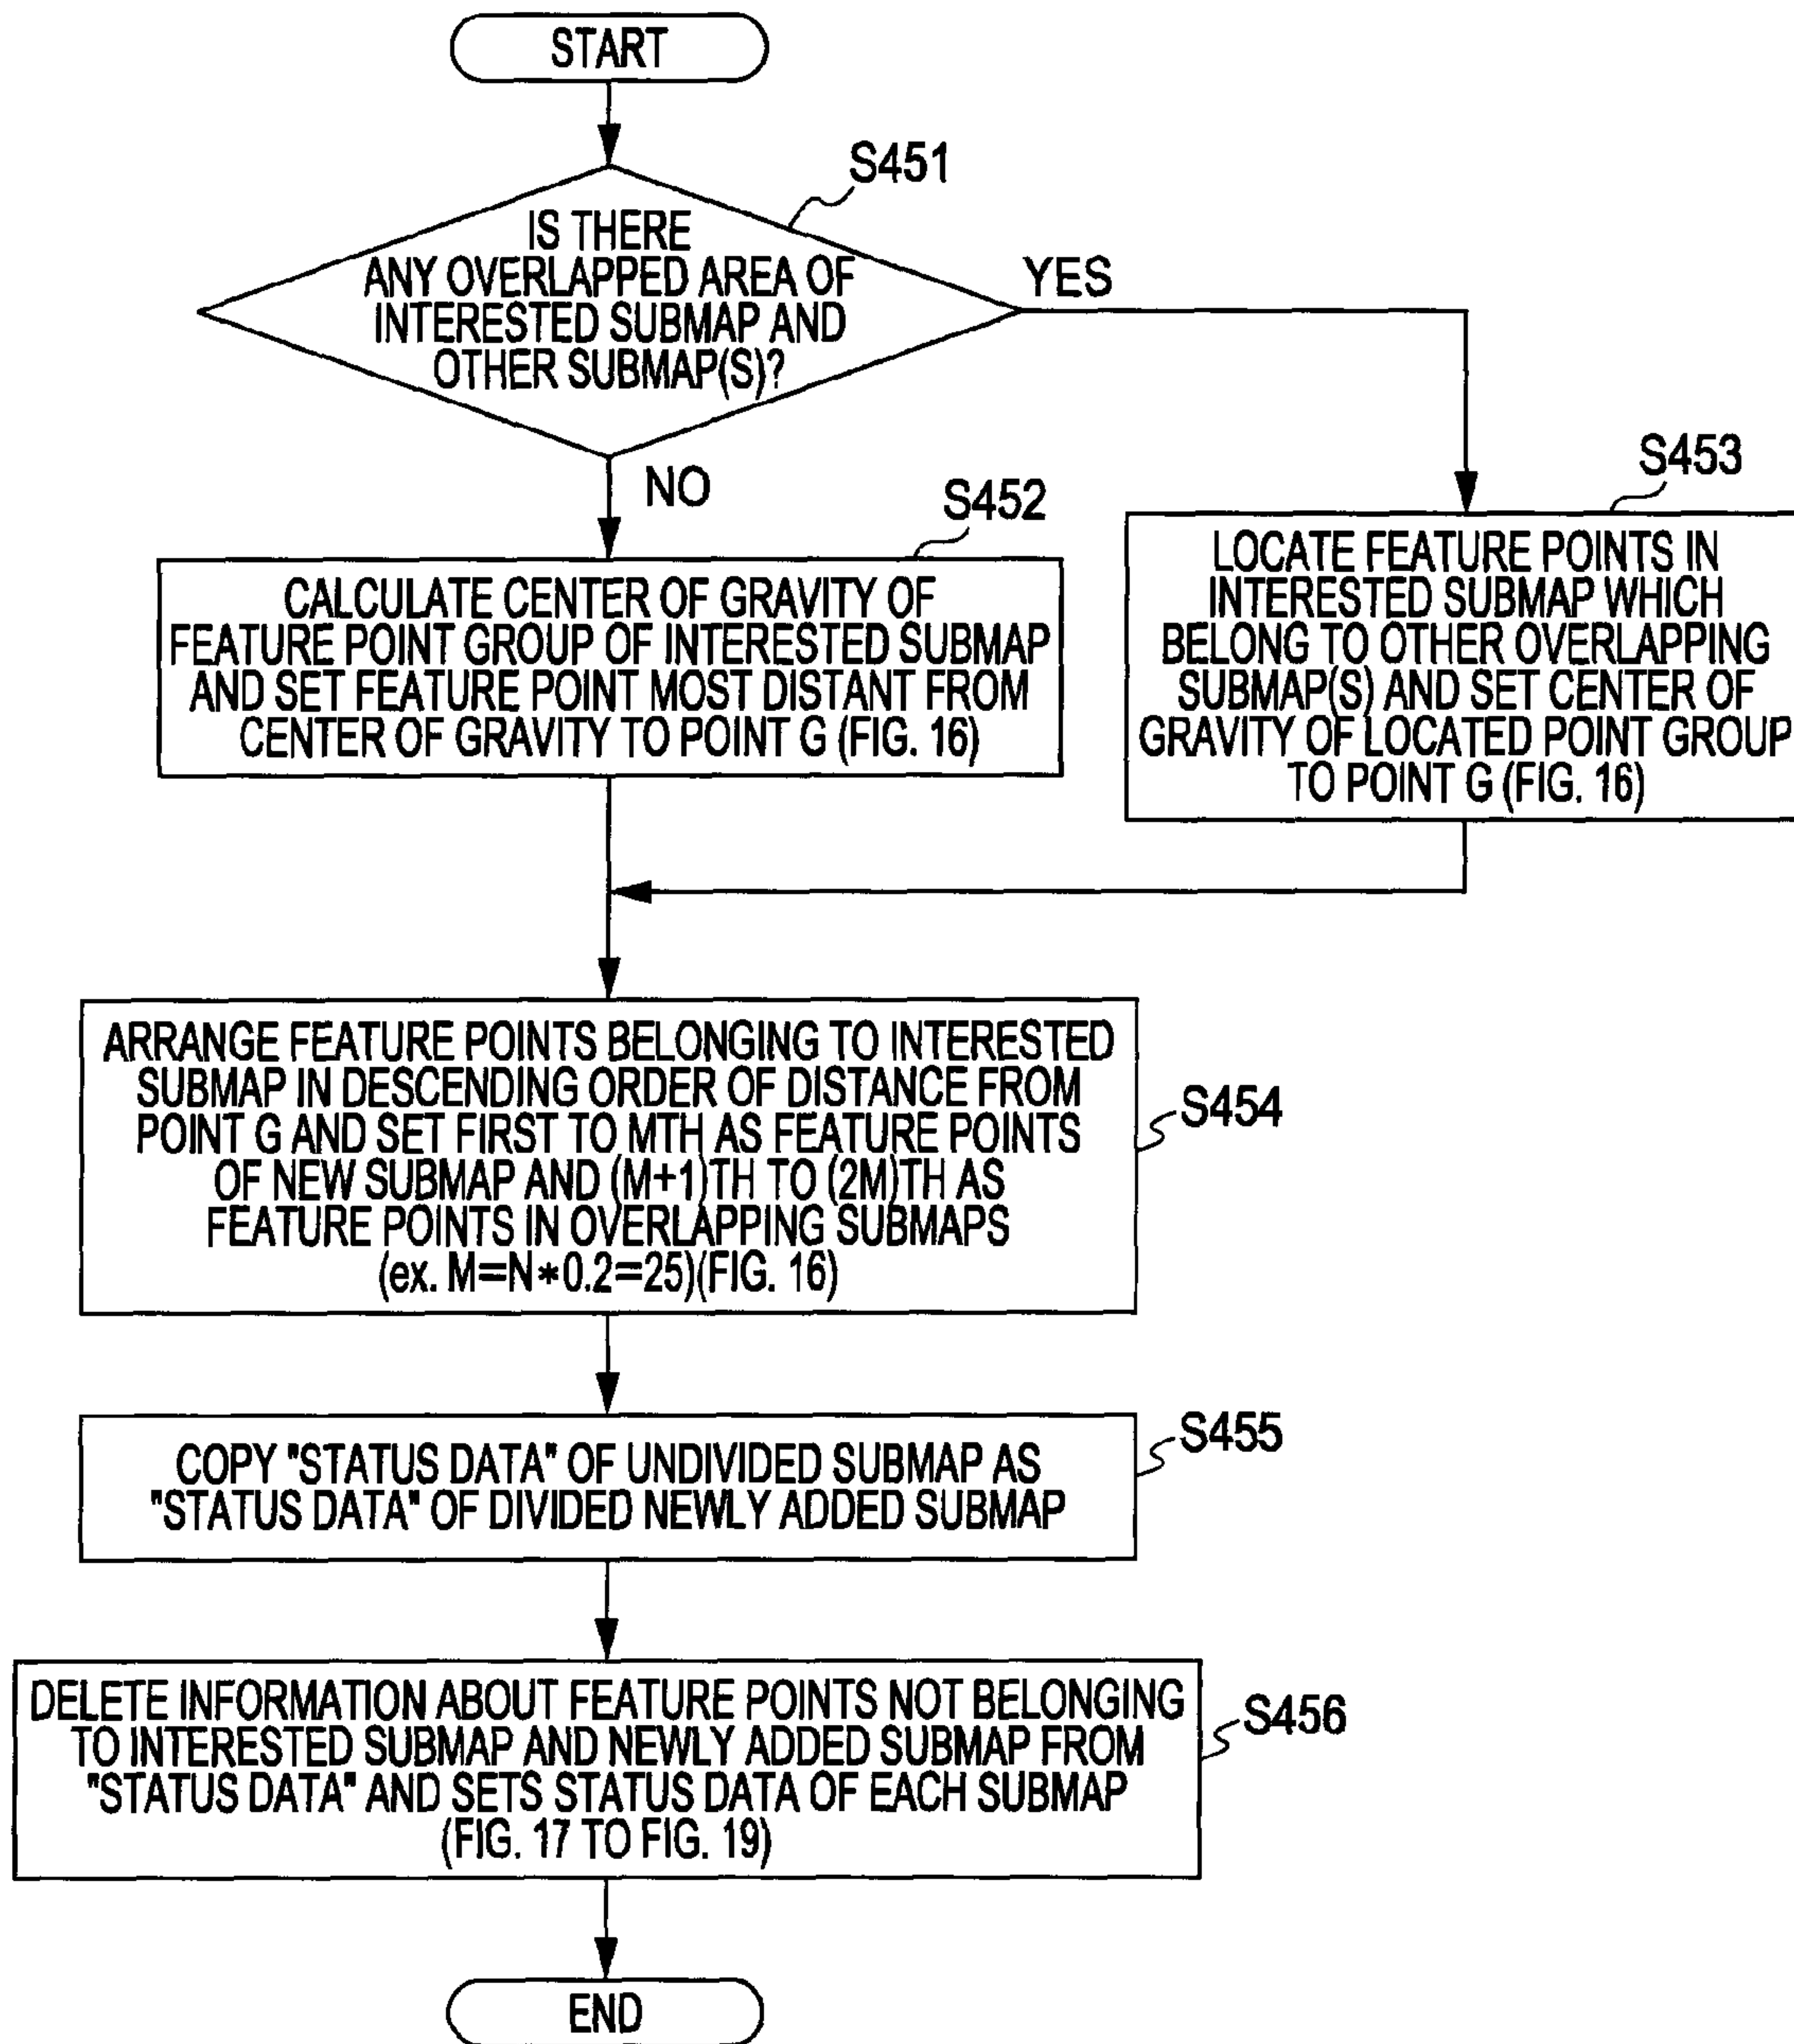 START
S451
IS THERE
ANY OVERLAPPED AREA OF
INTERESTED SUBMAP AND
OTHER SUBMAP(S)?
YES
NO
S452
CALCULATE CENTER OF GRAVITY OF
FEATURE POINT GROUP OF INTERESTED SUBMAP
AND SET FEATURE POINT MOST DISTANT FROM
CENTER OF GRAVITY TO POINT G (FIG. 16)
S453
LOCATE FEATURE POINTS IN
INTERESTED SUBMAP WHICH
BELONG TO OTHER OVERLAPPING
SUBMAP(S) AND SET CENTER OF
GRAVITY OF LOCATED POINT GROUP
TO POINT G (FIG. 16)
ARRANGE FEATURE POINTS BELONGING TO INTERESTED
SUBMAP IN DESCENDING ORDER OF DISTANCE FROM
POINT G AND SET FIRST TO MTH AS FEATURE POINTS
OF NEW SUBMAP AND (M+1)TH TO (2M)TH AS
FEATURE POINTS IN OVERLAPPING SUBMAPS
(ex. M=N*0.2=25)(FIG. 16)
S454
COPY "STATUS DATA" OF UNDIVIDED SUBMAP AS
"STATUS DATA" OF DIVIDED NEWLY ADDED SUBMAP
S455
DELETE INFORMATION ABOUT FEATURE POINTS NOT BELONGING
TO INTERESTED SUBMAP AND NEWLY ADDED SUBMAP FROM
"STATUS DATA" AND SETS STATUS DATA OF EACH SUBMAP
(FIG. 17 TO FIG. 19)
S456
END